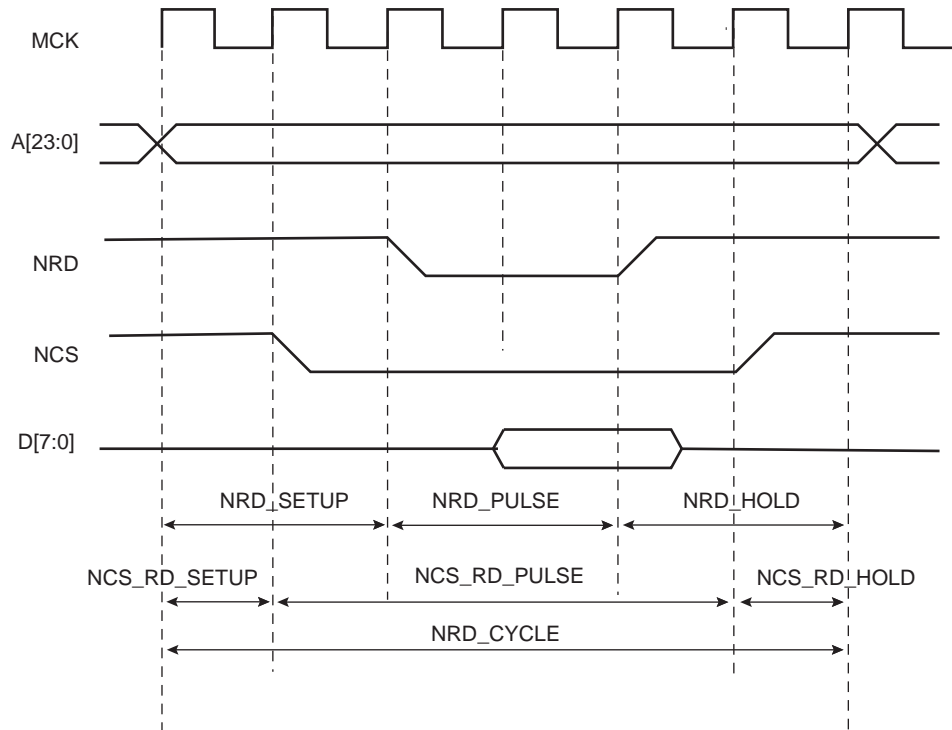 MCK
A[23:0]
NRD
NCS
D[7:0]
NRD_SETUP NRD_PULSE NRD_HOLD
NCS_RD_SETUP NCS_RD_PULSE NCS_RD_HOLD
NRD_CYCLE